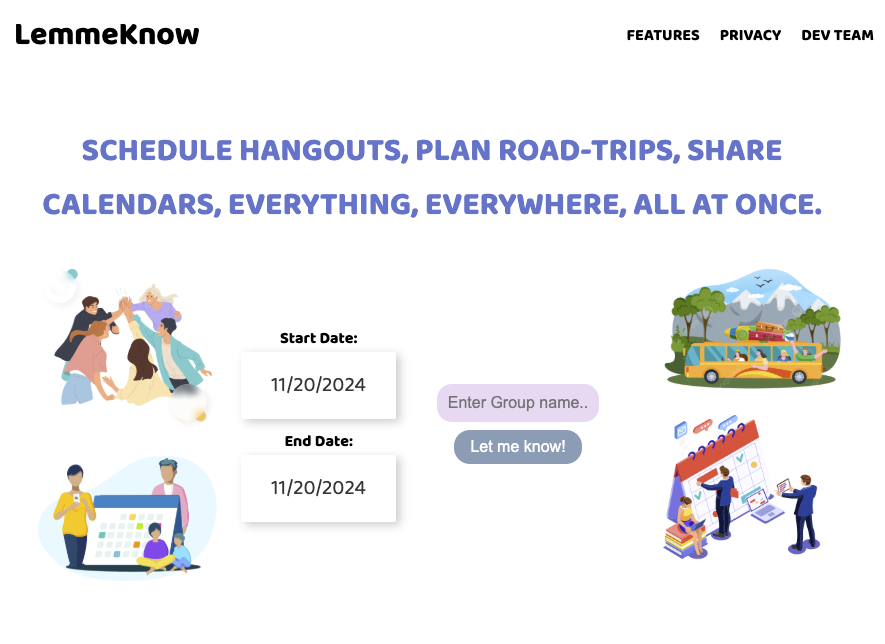 LemmeKnow
FEATURES PRIVACY DEV TEAM
SCHEDULE HANGOUTS, PLAN ROAD-TRIPS, SHARE
CALENDARS, EVERYTHING, EVERYWHERE, ALL AT ONCE.
Start Date:
11/20/2024
End Date:
11/20/2024
Enter Group name..
Let me know!